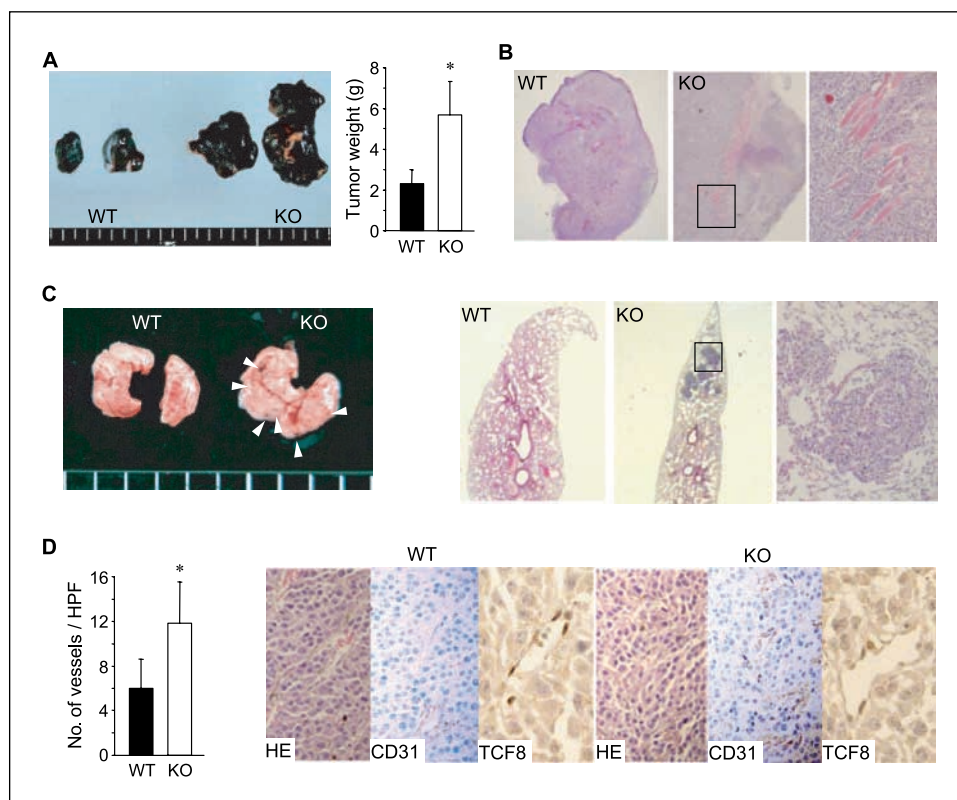 A
WT
KO
Tumor weight (g)
8
6
4
2
0
*
WT
KO
B
WT
KO
C
WT
KO
WT
KO
D
No. of vessels / HPF
16
12
8
4
0
*
WT
KO
WT
HE
CD31
TCF8
KO
HE
CD31
TCF8